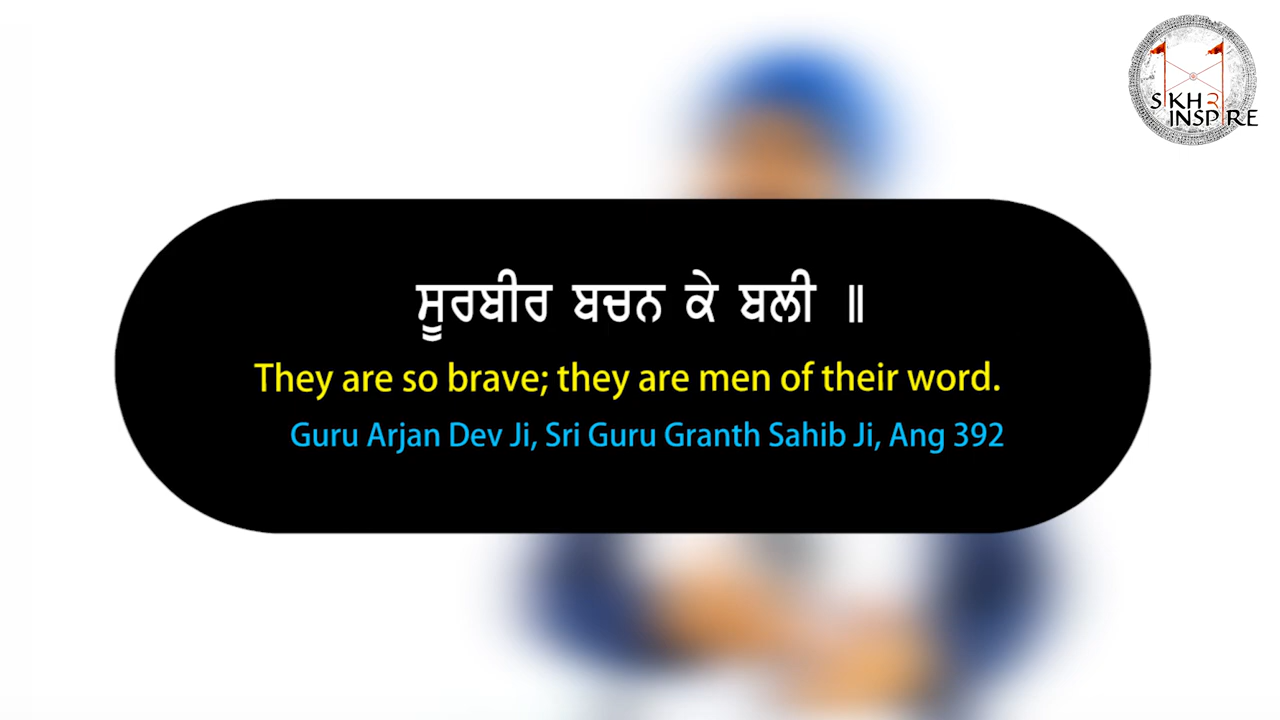 SIKH
INSPIRE
ਸੂਰਬੀਰ ਬਚਨ ਕੇ ਬਲੀ ॥
They are so brave; they are men of their word.
Guru Arjan Dev Ji, Sri Guru Granth Sahib Ji, Ang 392